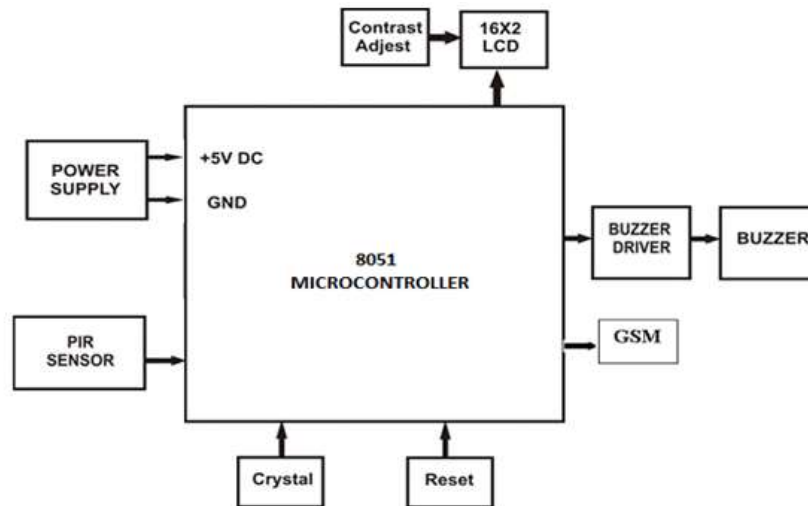 Contrast
Adjest
16X2
LCD
POWER
SUPPLY
+5V DC
GND
8051
MICROCONTROLLER
BUZZER
DRIVER
BUZZER
PIR
SENSOR
GSM
Crystal
Reset